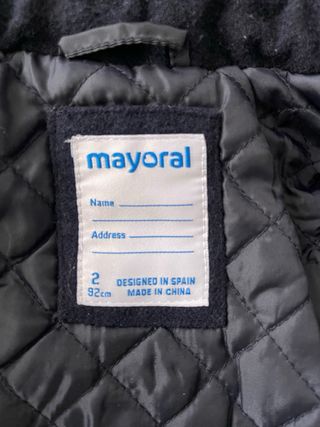 mayoral
Name
Address
2
92cm
DESIGNED IN SPAIN
MADE IN CHINA